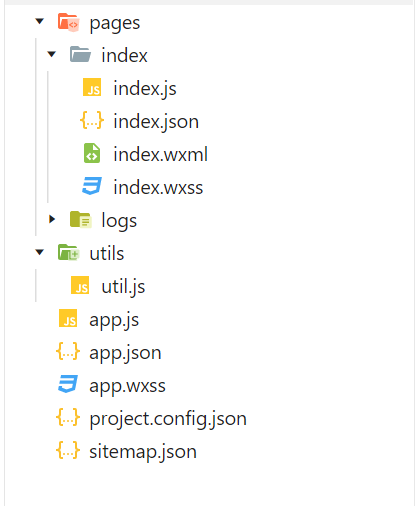 pages
index
index.js
index.json
index.wxml
index.wxss
logs
utils
util.js
app.js
app.json
app.wxss
project.config.json
sitemap.json